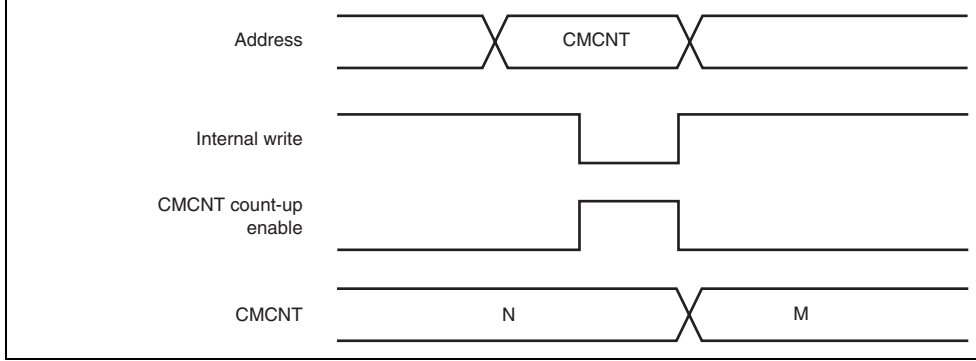 Address
CMCNT
Internal write
CMCNT count-up
enable
CMCNT
N
M